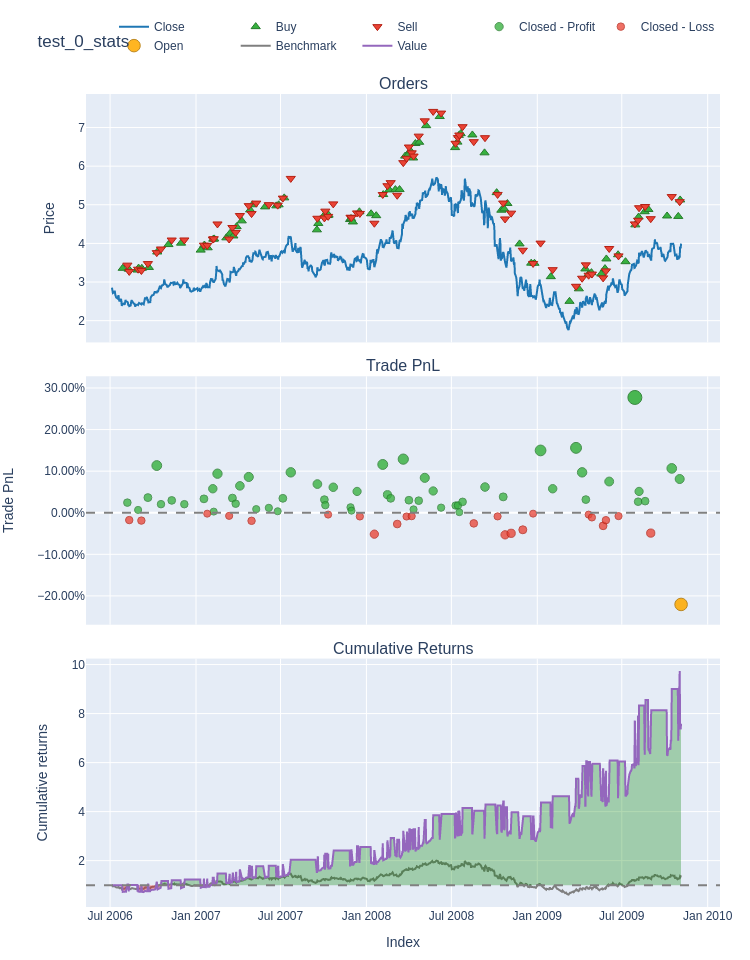 test_0_stats
Close Buy Sell Closed - Profit Closed - Loss
Open Benchmark Value
Orders
7
6
5
4
3
2
Price
Trade PnL
30.00%
20.00%
10.00%
0.00%
−10.00%
−20.00%
Trade PnL
Cumulative Returns
10
8
6
4
2
Cumulative returns
Jul 2006 Jan 2007 Jul 2007 Jan 2008 Jul 2008 Jan 2009 Jul 2009 Jan 2010
Index